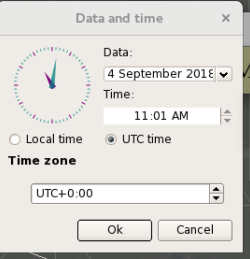 Data and time
Data:
4 September 2018
Time:
11:01 AM
Local time
UTC time
Time zone
UTC+0:00
Ok
Cancel